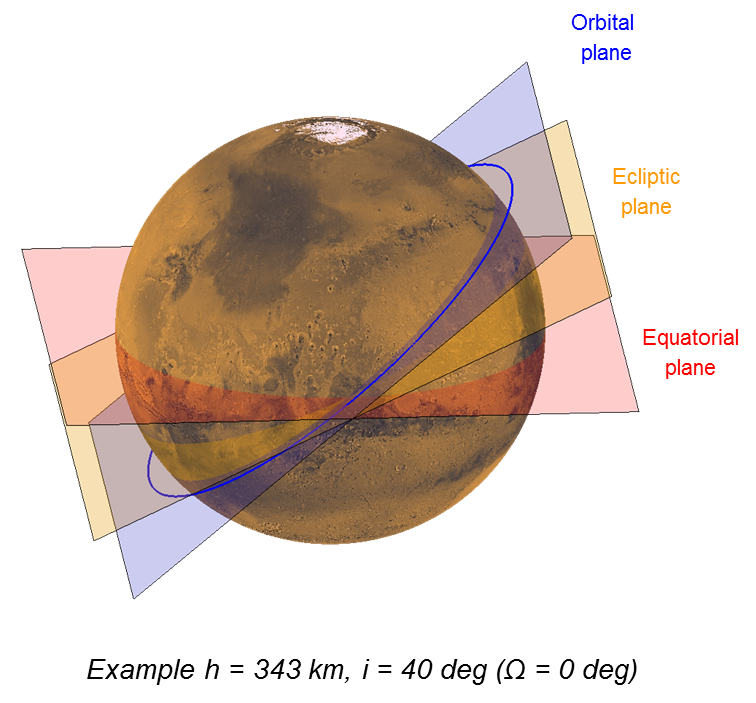 Orbital
plane
Ecliptic
plane
Equatorial
plane
Example h = 343 km, i = 40 deg (Ω = 0 deg)